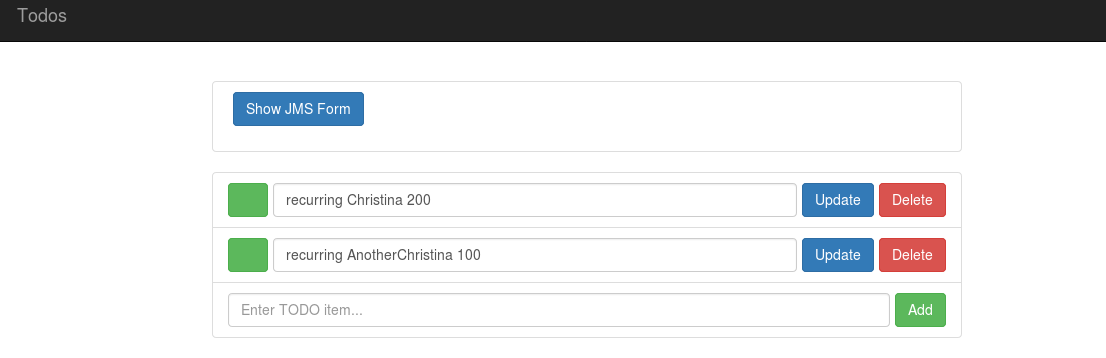 Todos
Show JMS Form
recurring Christina 200 Update Delete
recurring AnotherChristina 100 Update Delete
Enter TODO item... Add